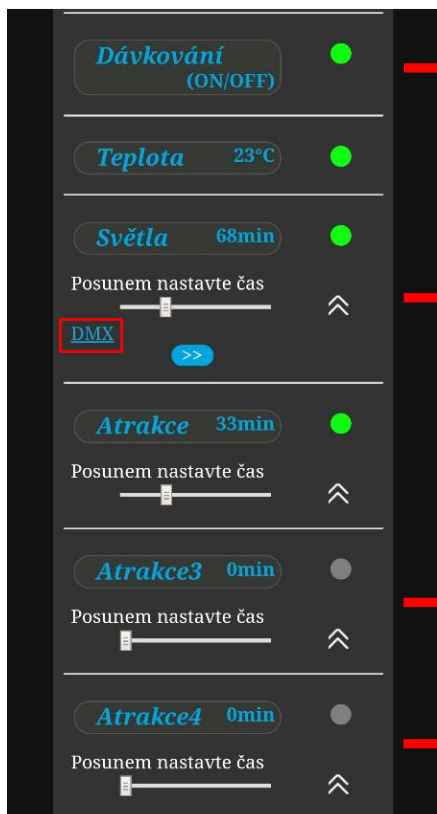 Dávkování
(ON/OFF)
Teplota 23°C
Světla 68min
Posunem nastavte čas
DMX
>>
Atrakce 33min
Posunem nastavte čas
Atrakce3 0min
Posunem nastavte čas
Atrakce4 0min
Posunem nastavte čas